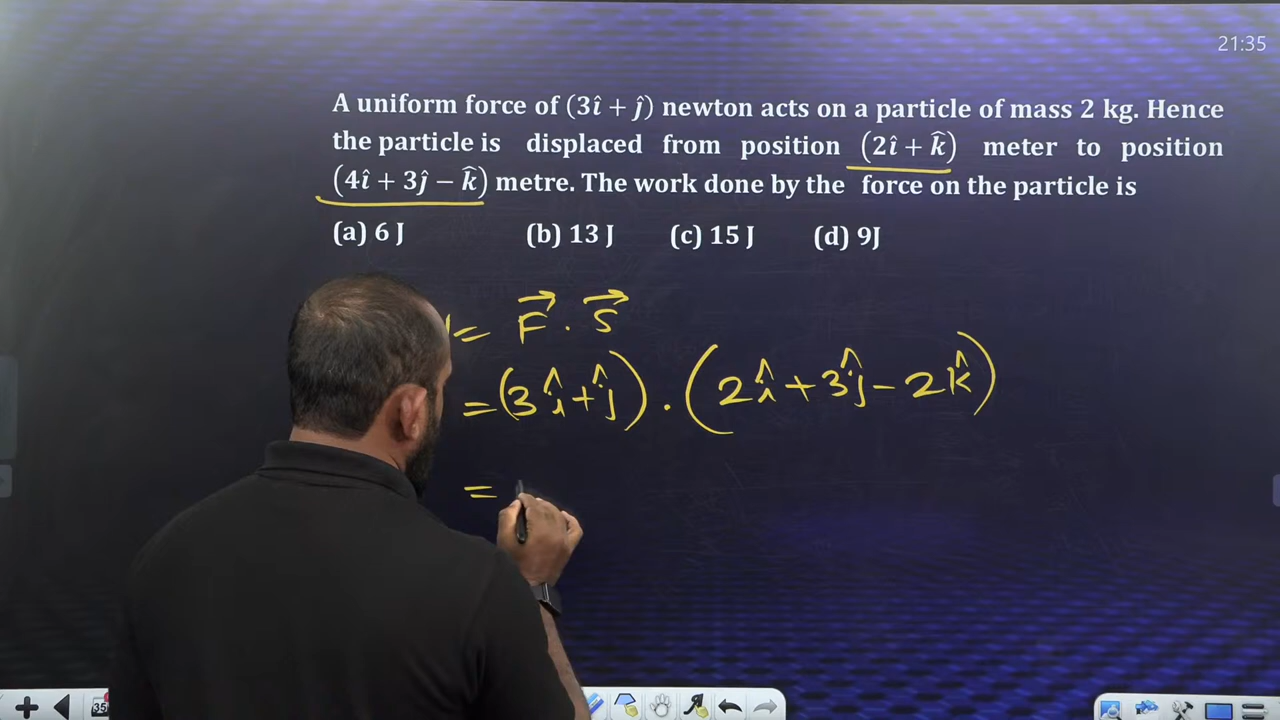 21:35
A uniform force of (3î + ĵ) newton acts on a particle of mass 2 kg. Hence
the particle is displaced from position (2î + k̂) meter to position
(4î + 3ĵ − k̂) metre. The work done by the force on the particle is
(a) 6 J (b) 13 J (c) 15 J (d) 9J
= F⃗ . S⃗
= (3î + ĵ) . (2î + 3ĵ − 2k̂)
=
35